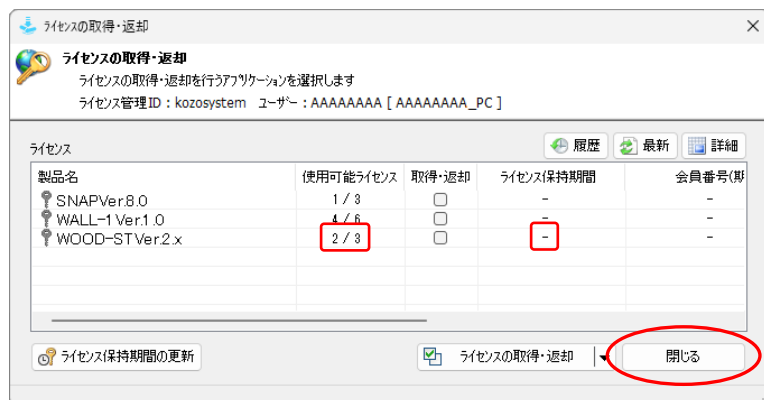 ライセンスの取得・返却
ライセンスの取得・返却
ライセンスの取得・返却を行うアプリケーションを選択します
ライセンス管理ID：kozosystem ユーザー：AAAAAAAA [ AAAAAAAA_PC ]
ライセンス 履歴 最新 詳細
製品名 使用可能ライセンス 取得・返却 ライセンス保持期間 会員番号(期
SNAPVer.8.0 1 / 3 - -
WALL-1 Ver.1.0 4 / 6 - -
WOOD-STVer.2.x 2 / 3 - -
ライセンス保持期間の更新 ライセンスの取得・返却 閉じる